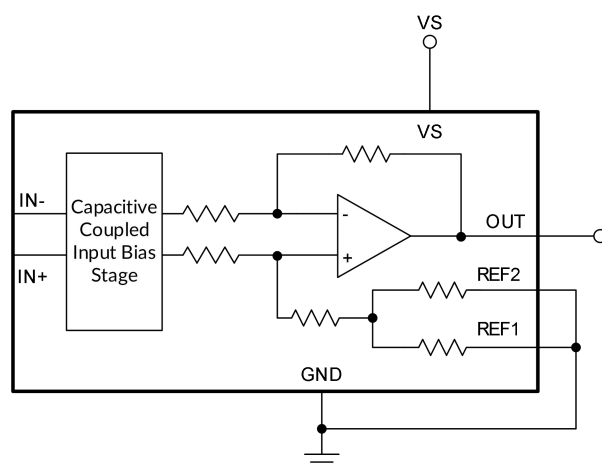 VS
VS
IN-
IN+
Capacitive
Coupled
Input Bias
Stage
-
+
OUT
REF2
REF1
GND